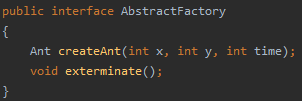 public interface AbstractFactory
{
    Ant createAnt(int x, int y, int time);
    void exterminate();
}